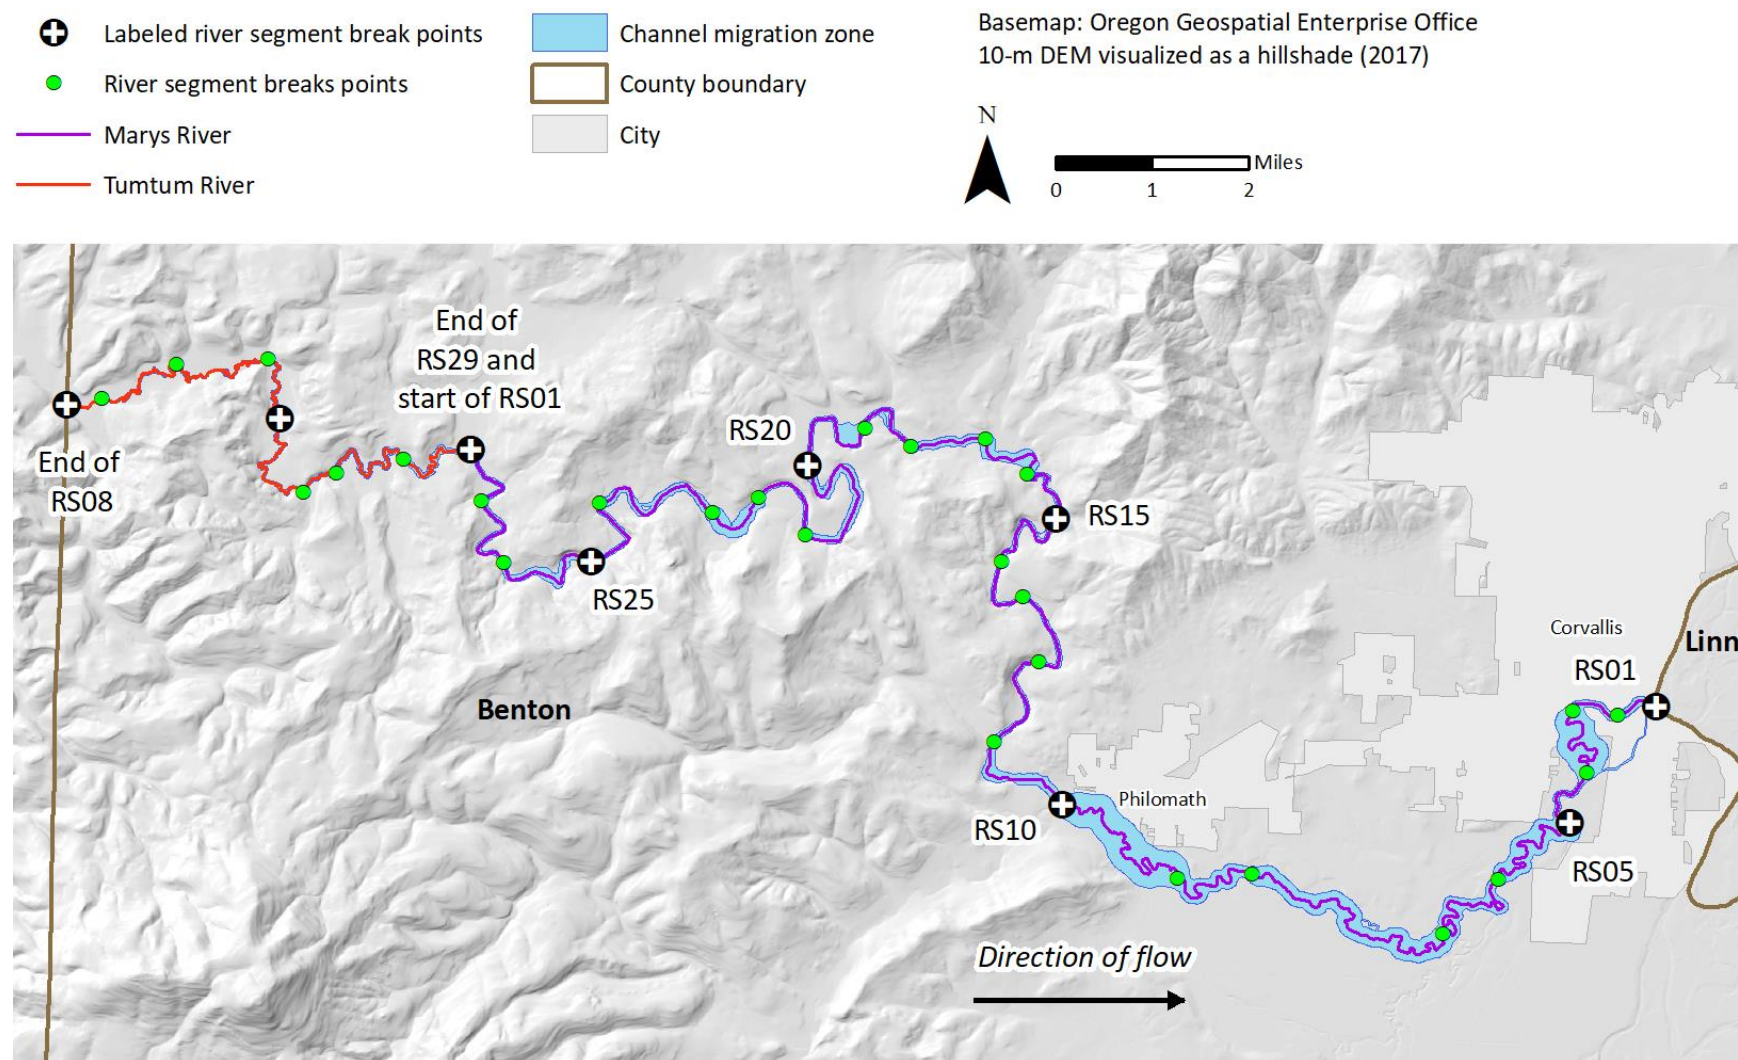 Labeled river segment break points
River segment breaks points
Marys River
Tumtum River
Channel migration zone
County boundary
City
Basemap: Oregon Geospatial Enterprise Office
10-m DEM visualized as a hillshade (2017)
N
Miles
0 1 2
End of
RS29 and
start of RS01
End of
RS08
RS20
RS25
RS15
Corvallis
Linn
RS01
Benton
Philomath
RS10
RS05
Direction of flow